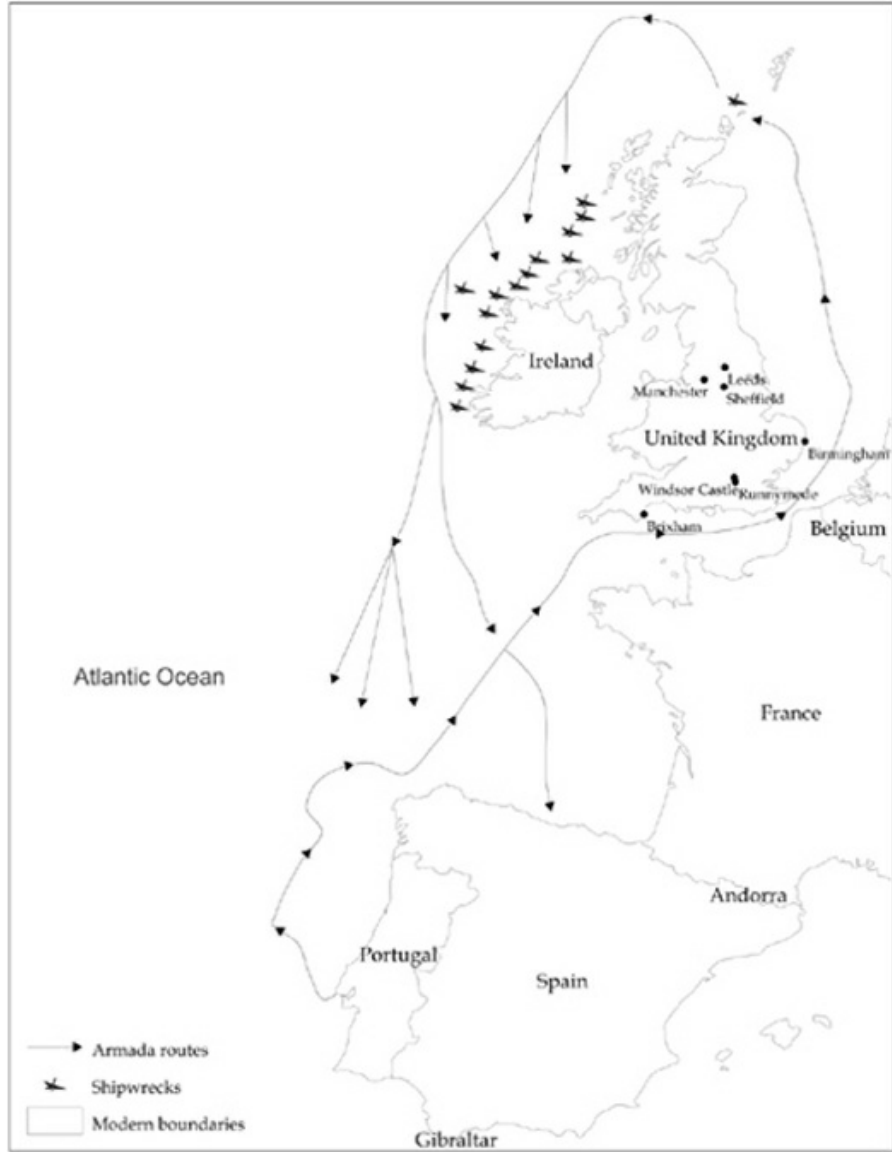 Ireland
Manchester
Leeds
Sheffield
United Kingdom
Birmingham
Windsor Castle
Runnymede
Brixham
Belgium
Atlantic Ocean
France
Andorra
Portugal
Spain
Armada routes
Shipwrecks
Modern boundaries
Gibraltar